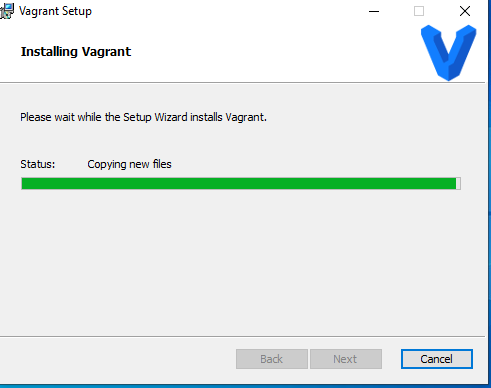 Vagrant Setup
Installing Vagrant
Please wait while the Setup Wizard installs Vagrant.
Status: Copying new files
Back Next Cancel